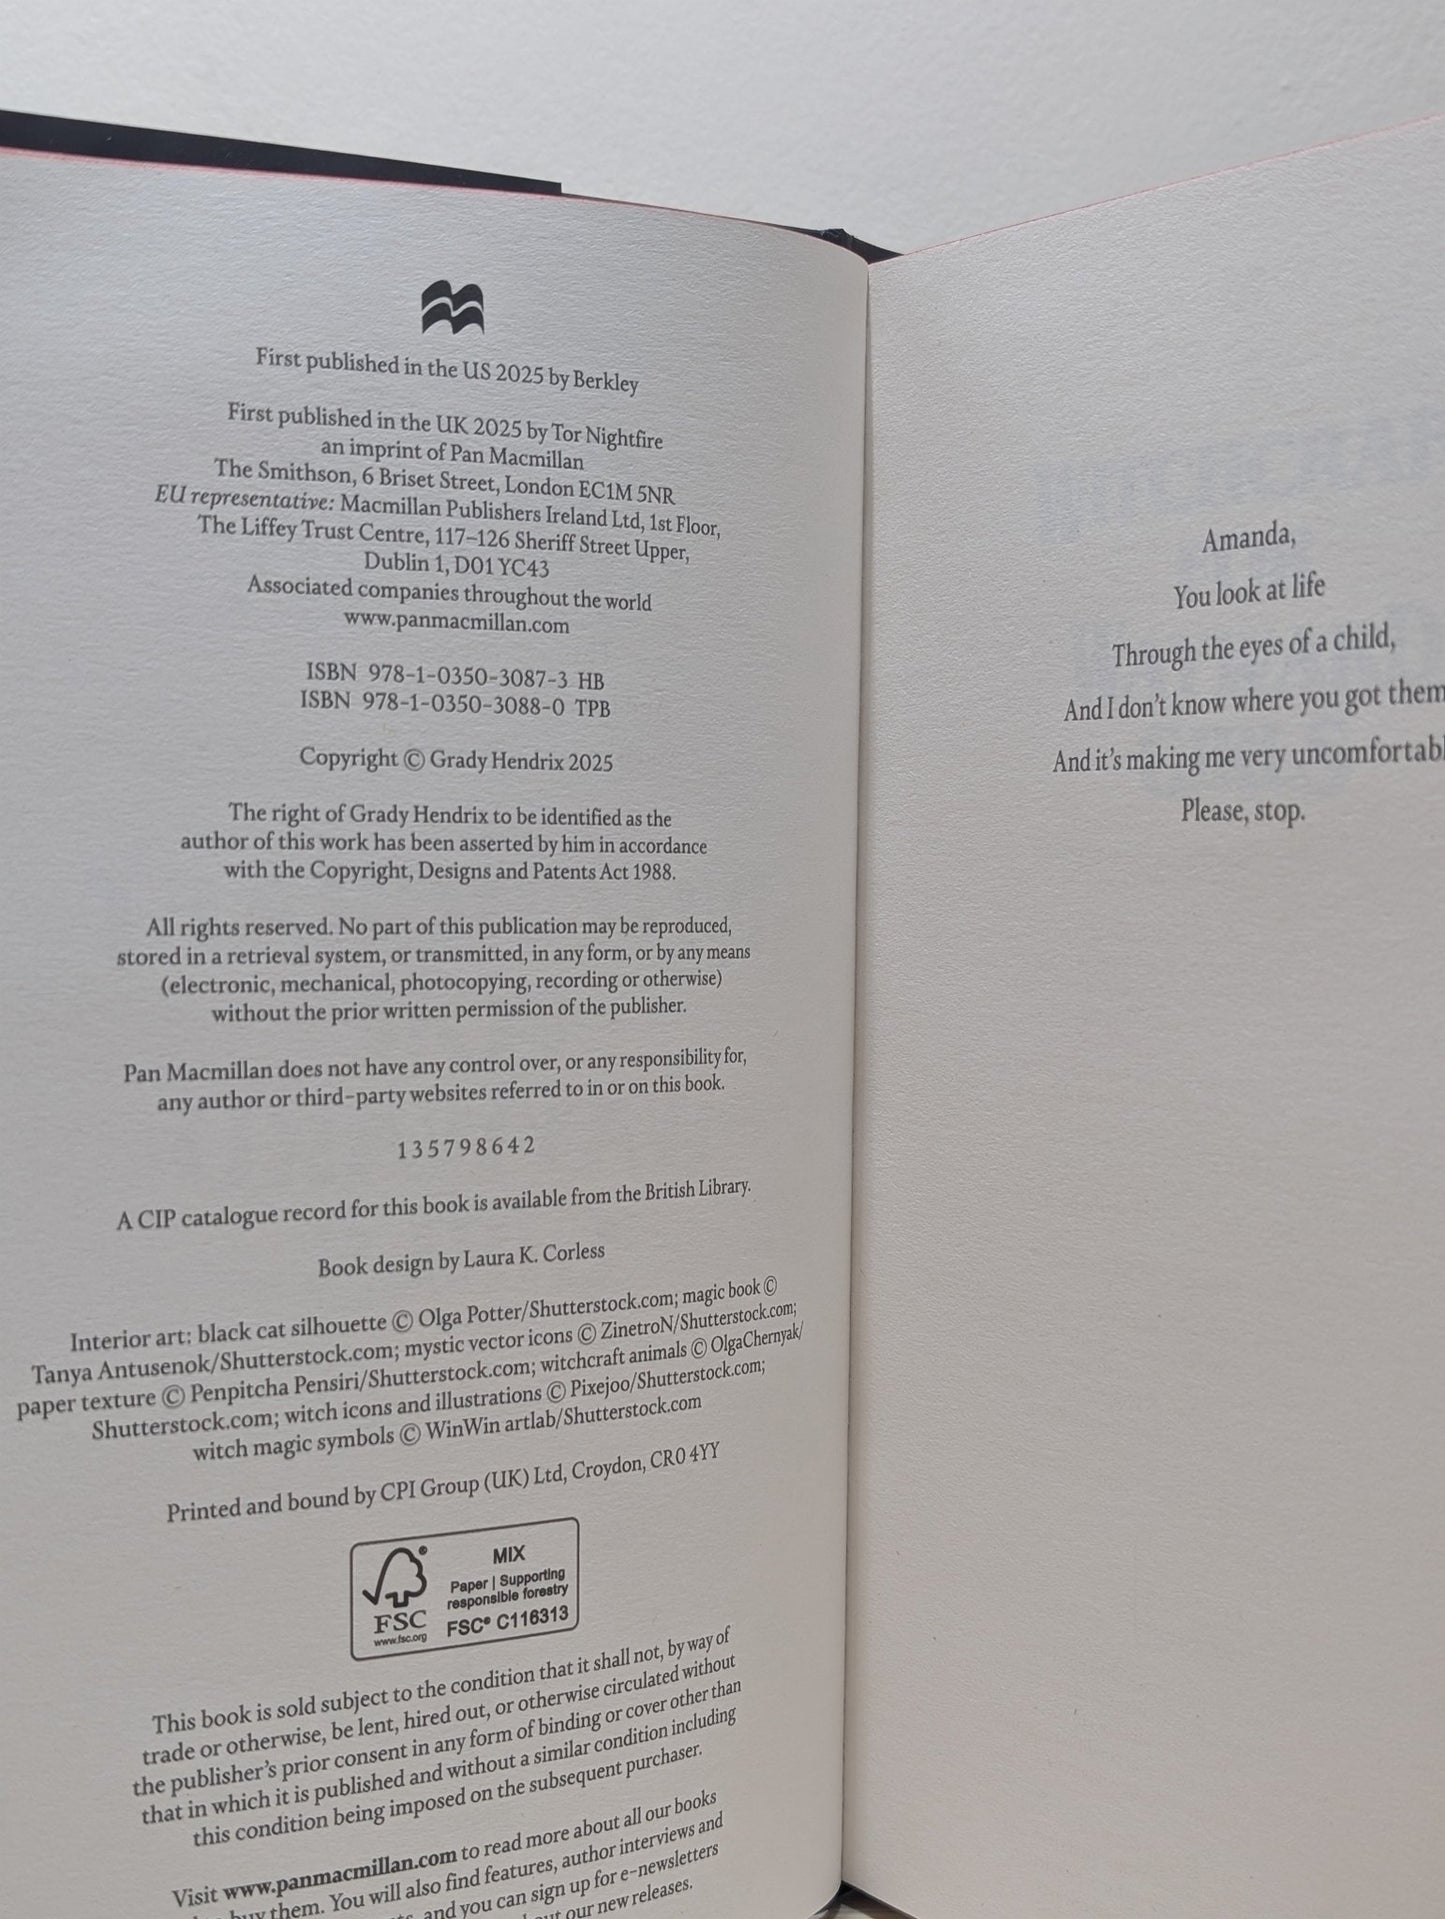 First published in the US 2025 by Berkley
First published in the UK 2025 by Tor Nightfire
an imprint of Pan Macmillan
The Smithson, 6 Briset Street, London EC1M 5NR
EU representative: Macmillan Publishers Ireland Ltd, 1st Floor,
The Liffey Trust Centre, 117–126 Sheriff Street Upper,
Dublin 1, D01 YC43
Associated companies throughout the world
www.panmacmillan.com
ISBN 978-1-0350-3087-3 HB
ISBN 978-1-0350-3088-0 TPB
Copyright © Grady Hendrix 2025
The right of Grady Hendrix to be identified as the
author of this work has been asserted by him in accordance
with the Copyright, Designs and Patents Act 1988.
All rights reserved. No part of this publication may be reproduced,
stored in a retrieval system, or transmitted, in any form, or by any means
(electronic, mechanical, photocopying, recording or otherwise)
without the prior written permission of the publisher.
Pan Macmillan does not have any control over, or any responsibility for,
any author or third-party websites referred to in or on this book.
1 3 5 7 9 8 6 4 2
A CIP catalogue record for this book is available from the British Library.
Book design by Laura K. Corless
Interior art: black cat silhouette © Olga Potter/Shutterstock.com; magic book ©
Tanya Antusenok/Shutterstock.com; mystic vector icons © ZinetroN/Shutterstock.com;
paper texture © Penpitcha Pensiri/Shutterstock.com; witchcraft animals © OlgaChernyak/
Shutterstock.com; witch icons and illustrations © Pixejoo/Shutterstock.com;
witch magic symbols © WinWin artlab/Shutterstock.com
Printed and bound by CPI Group (UK) Ltd, Croydon, CR0 4YY
FSC
www.fsc.org
MIX
Paper | Supporting
responsible forestry
FSC® C116313
This book is sold subject to the condition that it shall not, by way of
trade or otherwise, be lent, hired out, or otherwise circulated without
the publisher's prior consent in any form of binding or cover other than
that in which it is published and without a similar condition including
this condition being imposed on the subsequent purchaser.
Visit www.panmacmillan.com to read more about all our books
buy them. You will also find features, author interviews and
and you can sign up for e-newsletters
our new releases.
Amanda,
You look at life
Through the eyes of a child,
And I don't know where you got them
And it's making me very uncomfortabl
Please, stop.